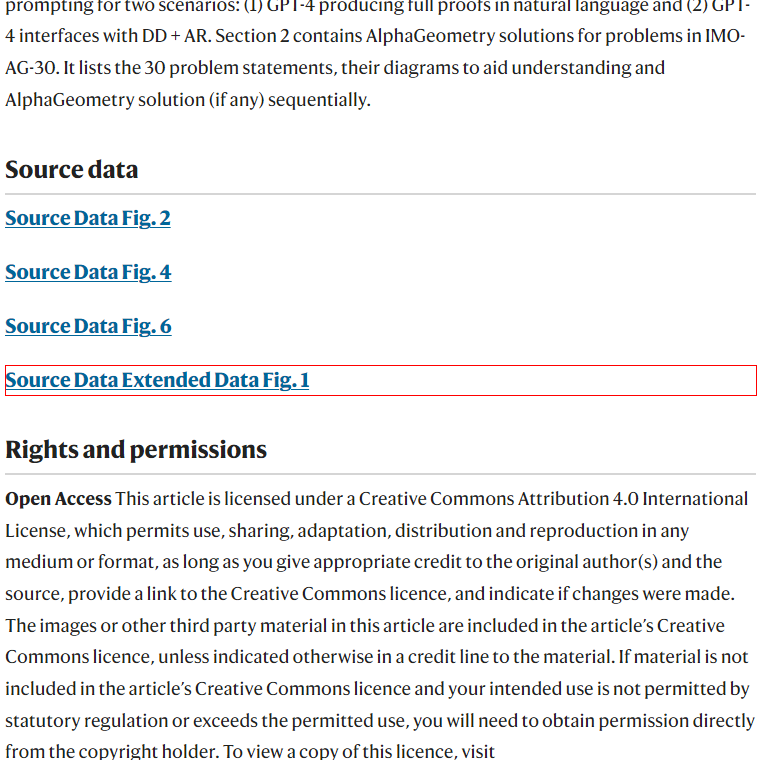 prompting for two scenarios: (1) GPT-4 producing full proofs in natural language and (2) GPT-
4 interfaces with DD + AR. Section 2 contains AlphaGeometry solutions for problems in IMO-
AG-30. It lists the 30 problem statements, their diagrams to aid understanding and
AlphaGeometry solution (if any) sequentially.
Source data
Source Data Fig. 2
Source Data Fig. 4
Source Data Fig. 6
Source Data Extended Data Fig. 1
Rights and permissions
Open Access This article is licensed under a Creative Commons Attribution 4.0 International
License, which permits use, sharing, adaptation, distribution and reproduction in any
medium or format, as long as you give appropriate credit to the original author(s) and the
source, provide a link to the Creative Commons licence, and indicate if changes were made.
The images or other third party material in this article are included in the article’s Creative
Commons licence, unless indicated otherwise in a credit line to the material. If material is not
included in the article’s Creative Commons licence and your intended use is not permitted by
statutory regulation or exceeds the permitted use, you will need to obtain permission directly
from the copyright holder. To view a copy of this licence, visit